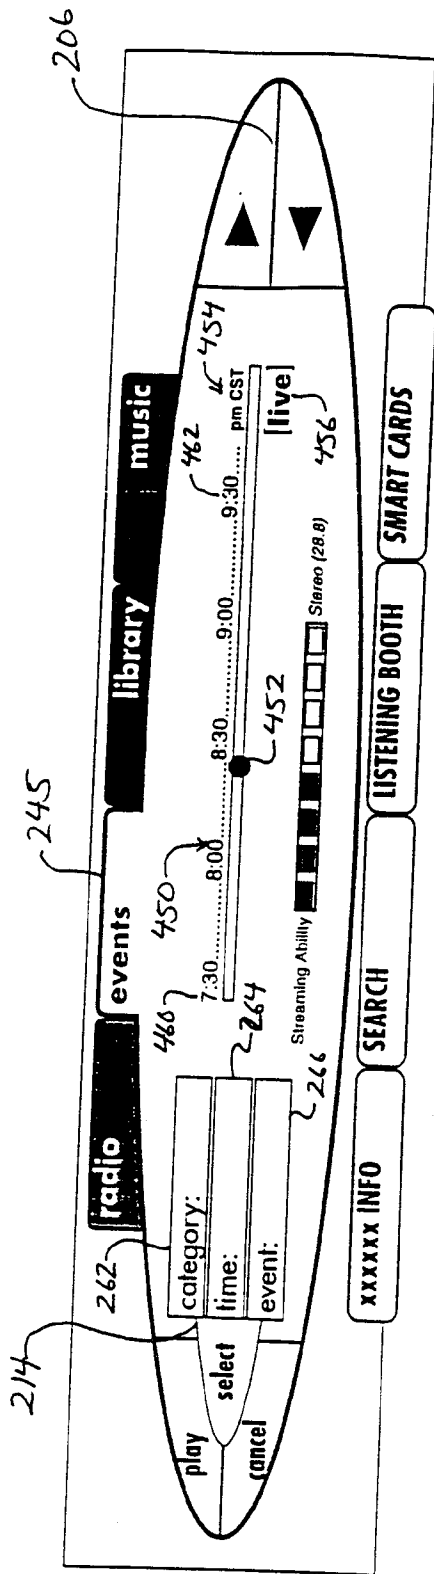 245
206
radio events library music
262
214
450
460
462
454
7:30 8:00 8:30 9:00 9:30 pm CST
[live]
456
452
264
266
play
select
cancel
category:
time:
event:
Streaming Ability Stereo (28.8)
xxxxxx INFO SEARCH LISTENING BOOTH SMART CARDS